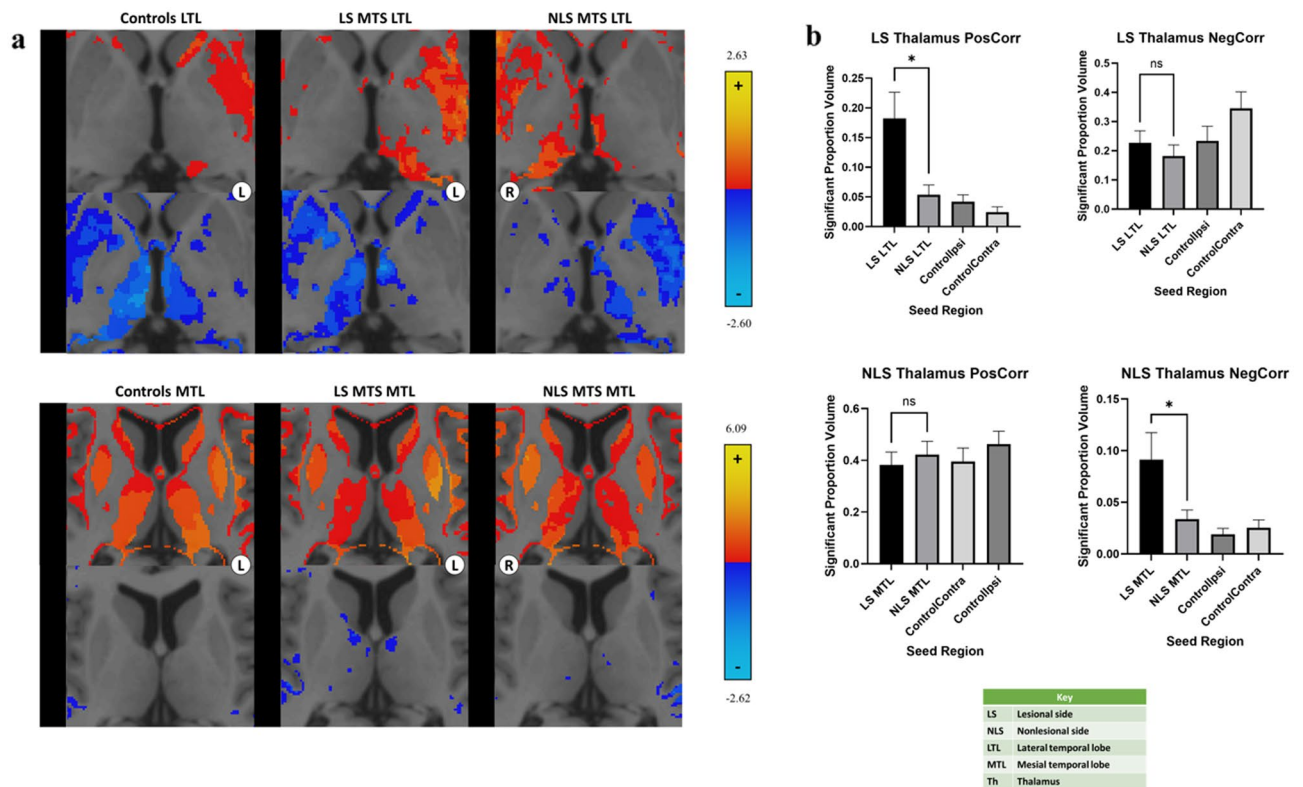 a
Controls LTL
LS MTS LTL
NLS MTS LTL
L
L
R
2.63
+
-
-2.60
Controls MTL
LS MTS MTL
NLS MTS MTL
L
L
R
6.09
+
-
-2.62
b
LS Thalamus PosCorr
Significant Proportion Volume
0.25
0.20
0.15
0.10
0.05
0.00
*
LS LTL
NLS LTL
ControlIpsi
ControlContra
Seed Region
LS Thalamus NegCorr
Significant Proportion Volume
0.5
0.4
0.3
0.2
0.1
0.0
ns
LS LTL
NLS LTL
ControlIpsi
ControlContra
Seed Region
NLS Thalamus PosCorr
Significant Proportion Volume
0.6
0.4
0.2
0.0
ns
LS MTL
NLS MTL
ControlContra
ControlIpsi
Seed Region
NLS Thalamus NegCorr
Significant Proportion Volume
0.15
0.10
0.05
0.00
*
LS MTL
NLS MTL
ControlIpsi
ControlContra
Seed Region
Key
LS Lesional side
NLS Nonlesional side
LTL Lateral temporal lobe
MTL Mesial temporal lobe
Th Thalamus